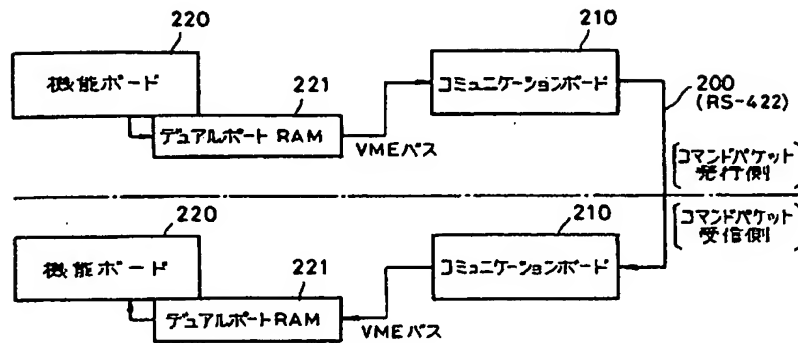 220
機能ボード
221
デュアルポートRAM
VMEバス
210
コミュニケーションボード
200
(RS-422)
コマンドパケット
発行側
コマンドパケット
受信側
220
機能ボード
221
デュアルポートRAM
VMEバス
210
コミュニケーションボード